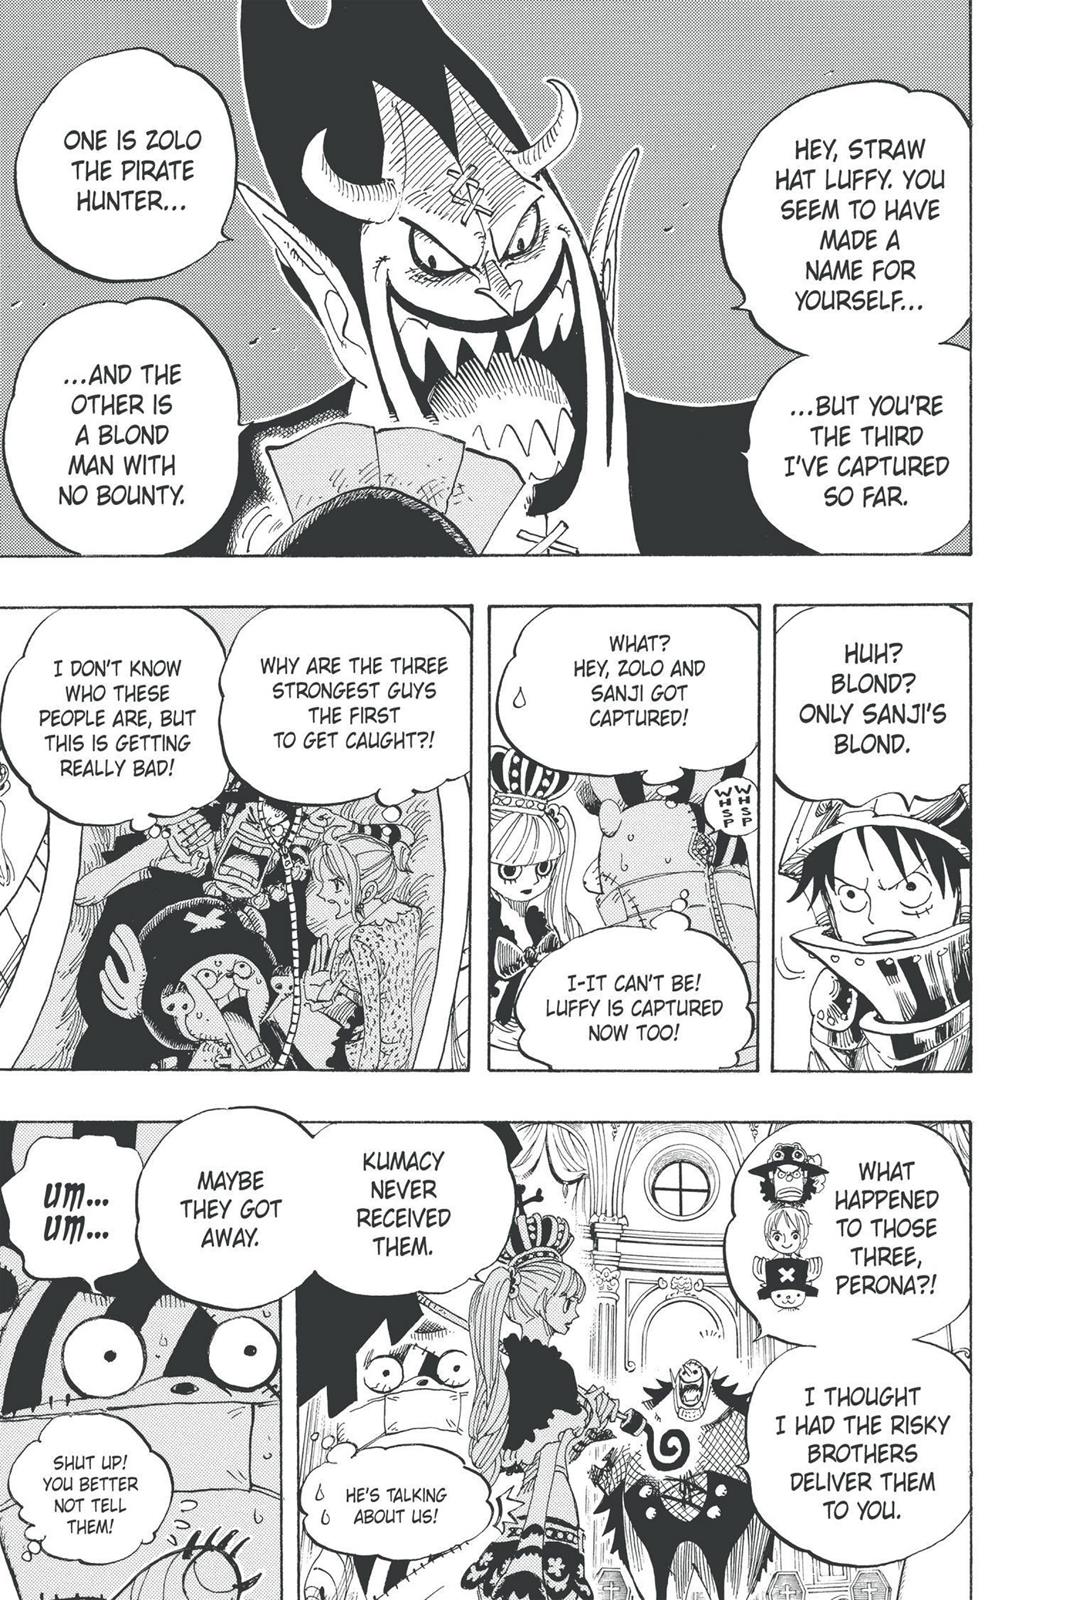 HEY, STRAW
HAT LUFFY. YOU
SEEM TO HAVE
MADE A
NAME FOR
YOURSELF...
...BUT YOU'RE
THE THIRD
I'VE CAPTURED
SO FAR.
ONE IS ZOLO
THE PIRATE
HUNTER...
...AND THE
OTHER IS
A BLOND
MAN WITH
NO BOUNTY.
HUH?
BLOND?
ONLY SANJI'S
BLOND.
WHAT?
HEY, ZOLO AND
SANJI GOT
CAPTURED!
WHSP
WHSP
I-IT CAN'T BE!
LUFFY IS CAPTURED
NOW TOO!
WHY ARE THE THREE
STRONGEST GUYS
THE FIRST
TO GET CAUGHT?!
I DON'T KNOW
WHO THESE
PEOPLE ARE, BUT
THIS IS GETTING
REALLY BAD!
WHAT
HAPPENED
TO THOSE
THREE,
PERONA?!
I THOUGHT
I HAD THE RISKY
BROTHERS
DELIVER THEM
TO YOU.
KUMACY
NEVER
RECEIVED
THEM.
MAYBE
THEY GOT
AWAY.
HE'S TALKING
ABOUT US!
UM...
UM...
SHUT UP!
YOU BETTER
NOT TELL
THEM!